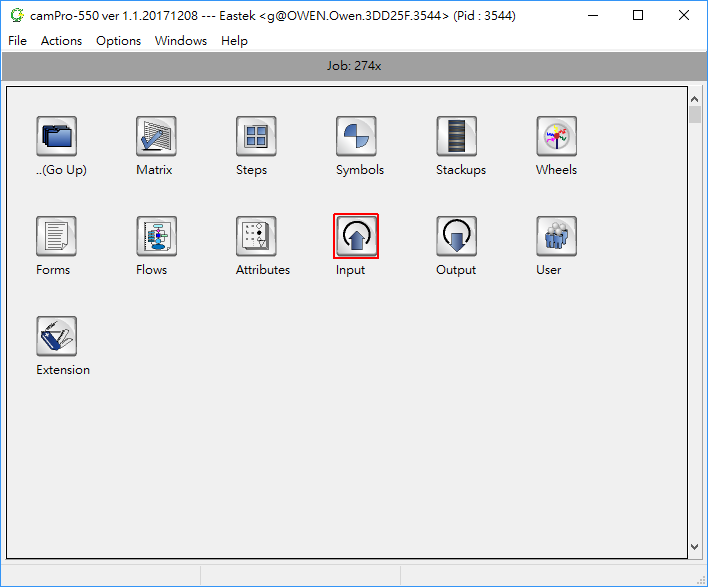 camPro-550 ver 1.1.20171208 --- Eastek <g@OWEN.Owen.3DD25F.3544> (Pid : 3544)
File Actions Options Windows Help
Job: 274x
..(Go Up) Matrix Steps Symbols Stackups Wheels
Forms Flows Attributes Input Output User
Extension